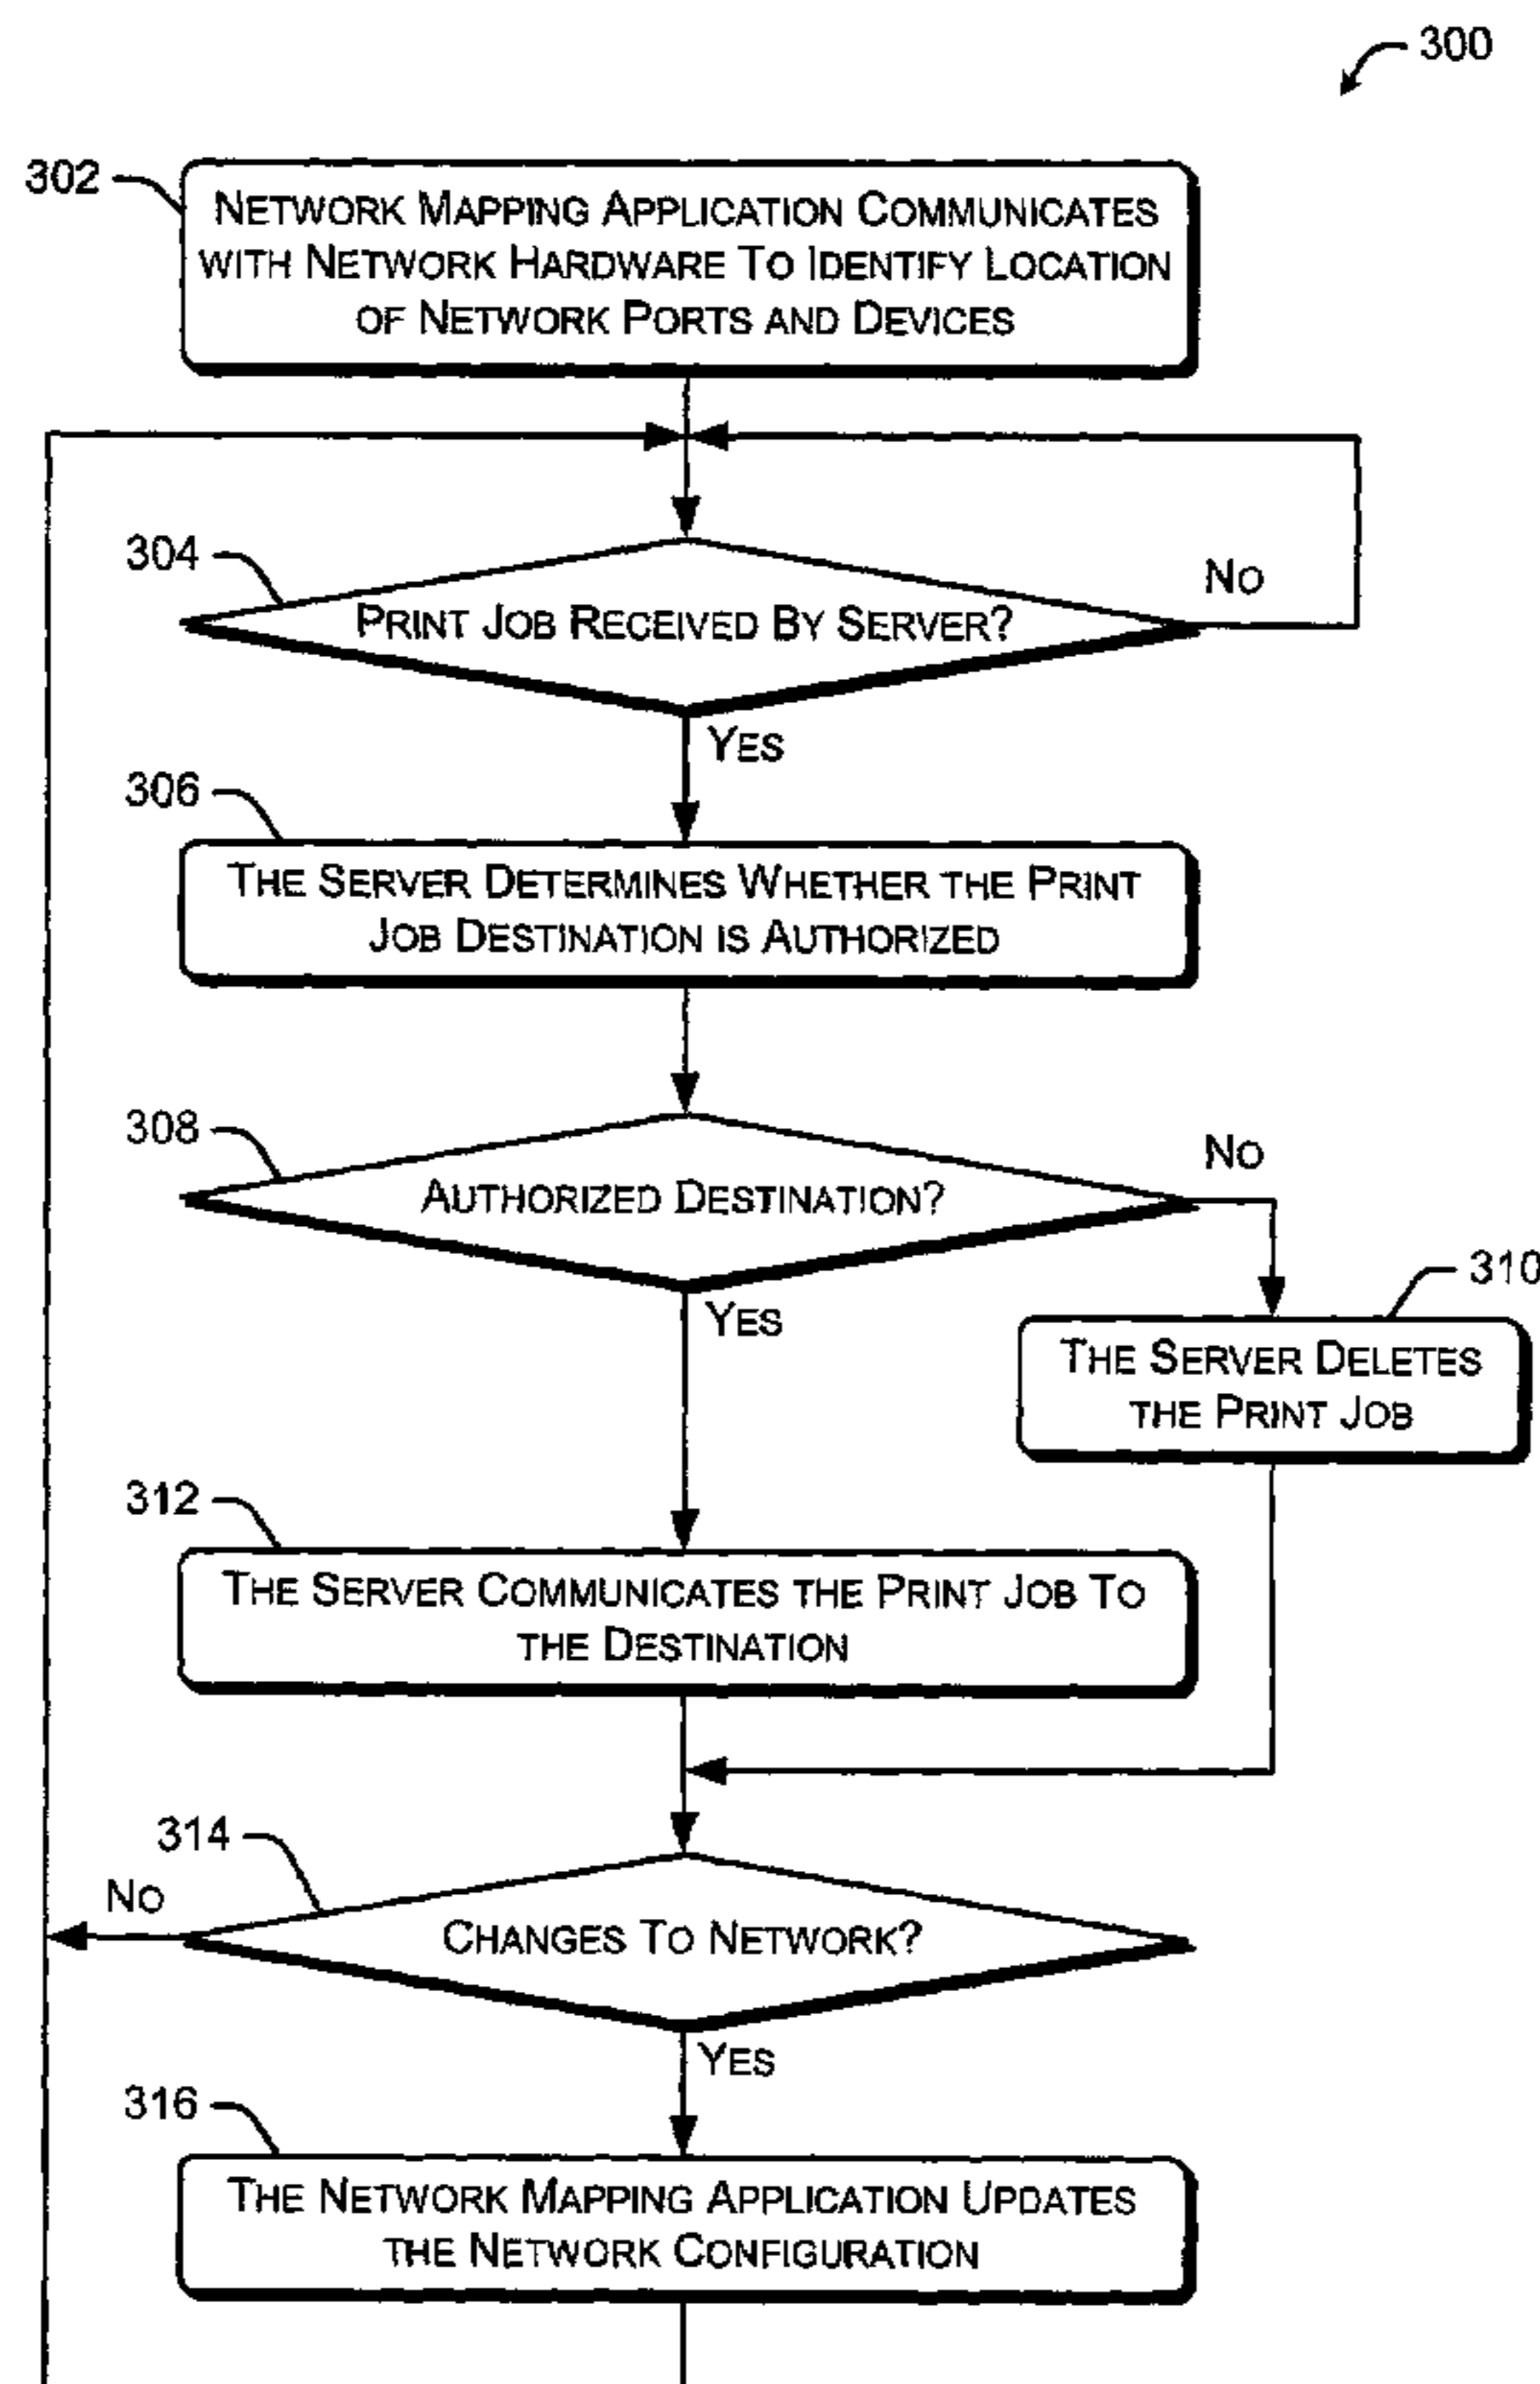 300
302
NETWORK MAPPING APPLICATION COMMUNICATES
WITH NETWORK HARDWARE TO IDENTIFY LOCATION
OF NETWORK PORTS AND DEVICES
304
NO
PRINT JOB RECEIVED BY SERVER?
YES
306
THE SERVER DETERMINES WHETHER THE PRINT
JOB DESTINATION IS AUTHORIZED
308
NO
AUTHORIZED DESTINATION?
310
YES
THE SERVER DELETES
THE PRINT JOB
312
THE SERVER COMMUNICATES THE PRINT JOB TO
THE DESTINATION
314
NO
CHANGES TO NETWORK?
YES
316
THE NETWORK MAPPING APPLICATION UPDATES
THE NETWORK CONFIGURATION